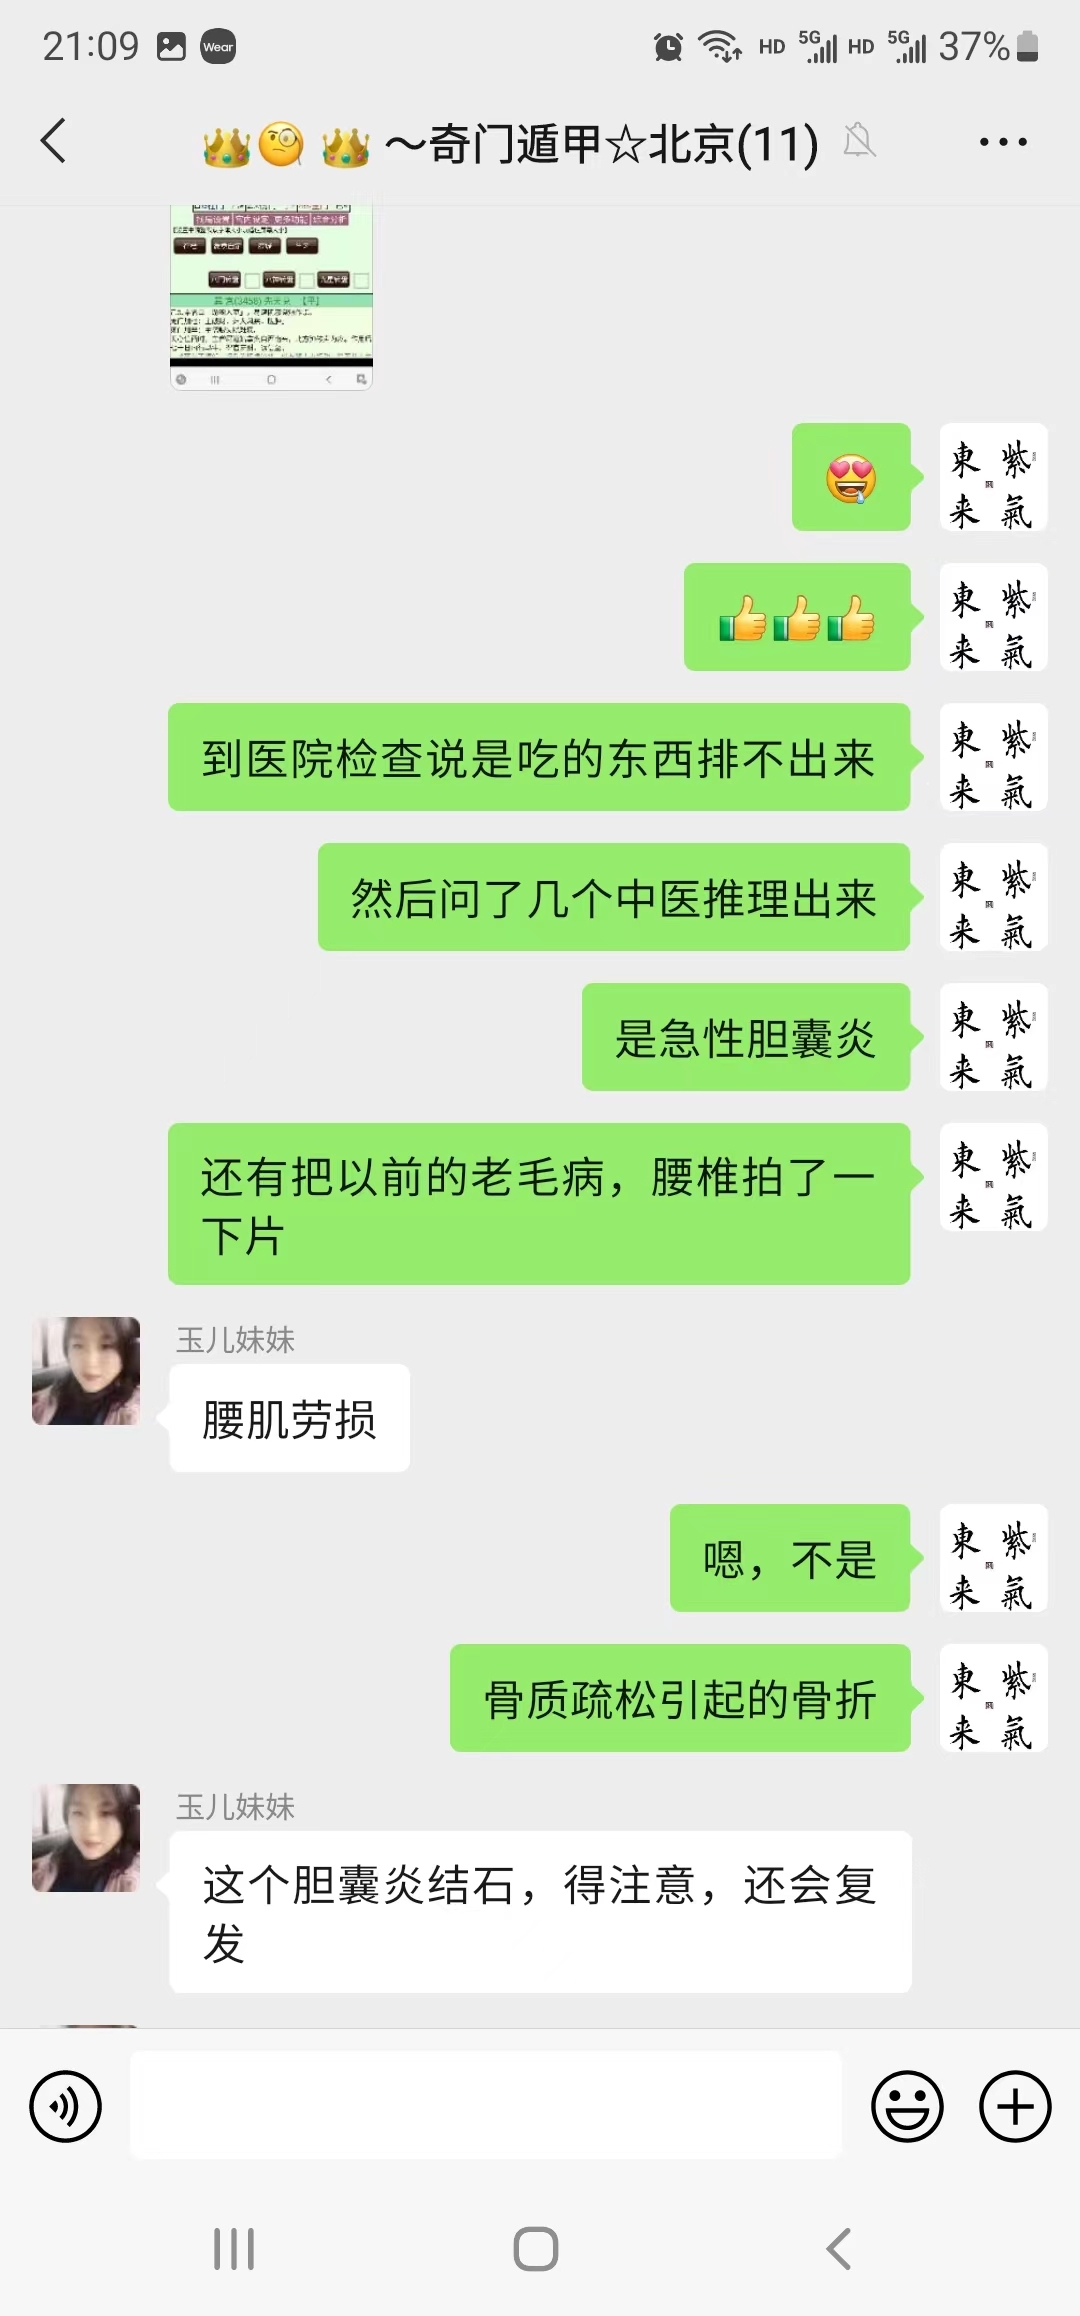 21:09 Wear HD 5G HD 5G 37%
～奇门遁甲☆北京(11)
東紫
来氣
東紫
来氣
到医院检查说是吃的东西排不出来
東紫
来氣
然后问了几个中医推理出来
東紫
来氣
是急性胆囊炎
東紫
来氣
还有把以前的老毛病，腰椎拍了一
下片
東紫
来氣
玉儿妹妹
腰肌劳损
嗯，不是
東紫
来氣
骨质疏松引起的骨折
東紫
来氣
玉儿妹妹
这个胆囊炎结石，得注意，还会复
发